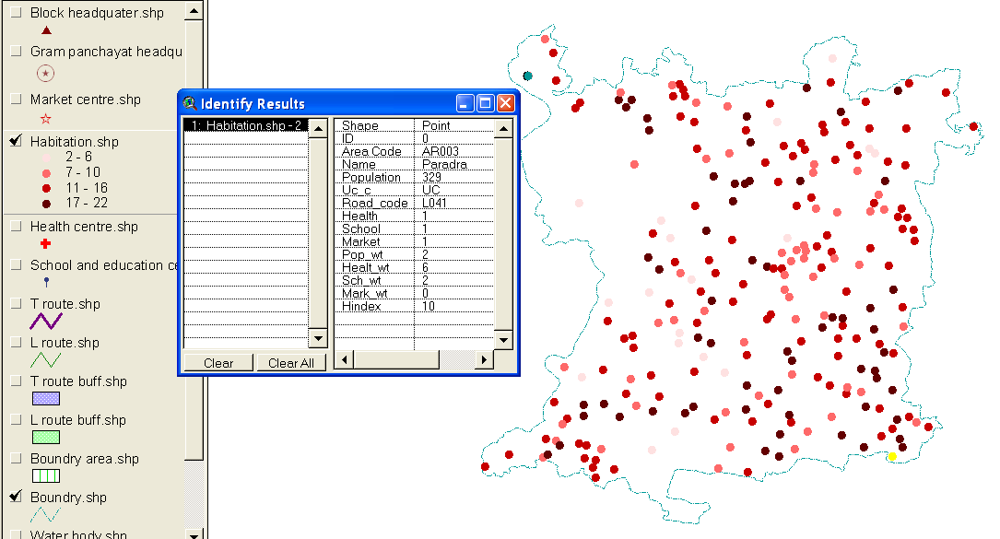 Block headquater.shp
Gram panchayat headqu
Market centre.shp
Habitation.shp
2 - 6
7 - 10
11 - 16
17 - 22
Health centre.shp
School and education ce
T route.shp
L route.shp
T route buff.shp
L route buff.shp
Boundry area.shp
Boundry.shp
Water body.shp
Identify Results
1: Habitation.shp - 2
Shape Point
ID 0
Area Code AR003
Name Paradra
Population 329
Uc_c UC
Road_code L041
Health 1
School 1
Market 1
Pop_wt 2
Healt_wt 6
Sch_wt 2
Mark_wt 0
Hindex 10
Clear Clear All